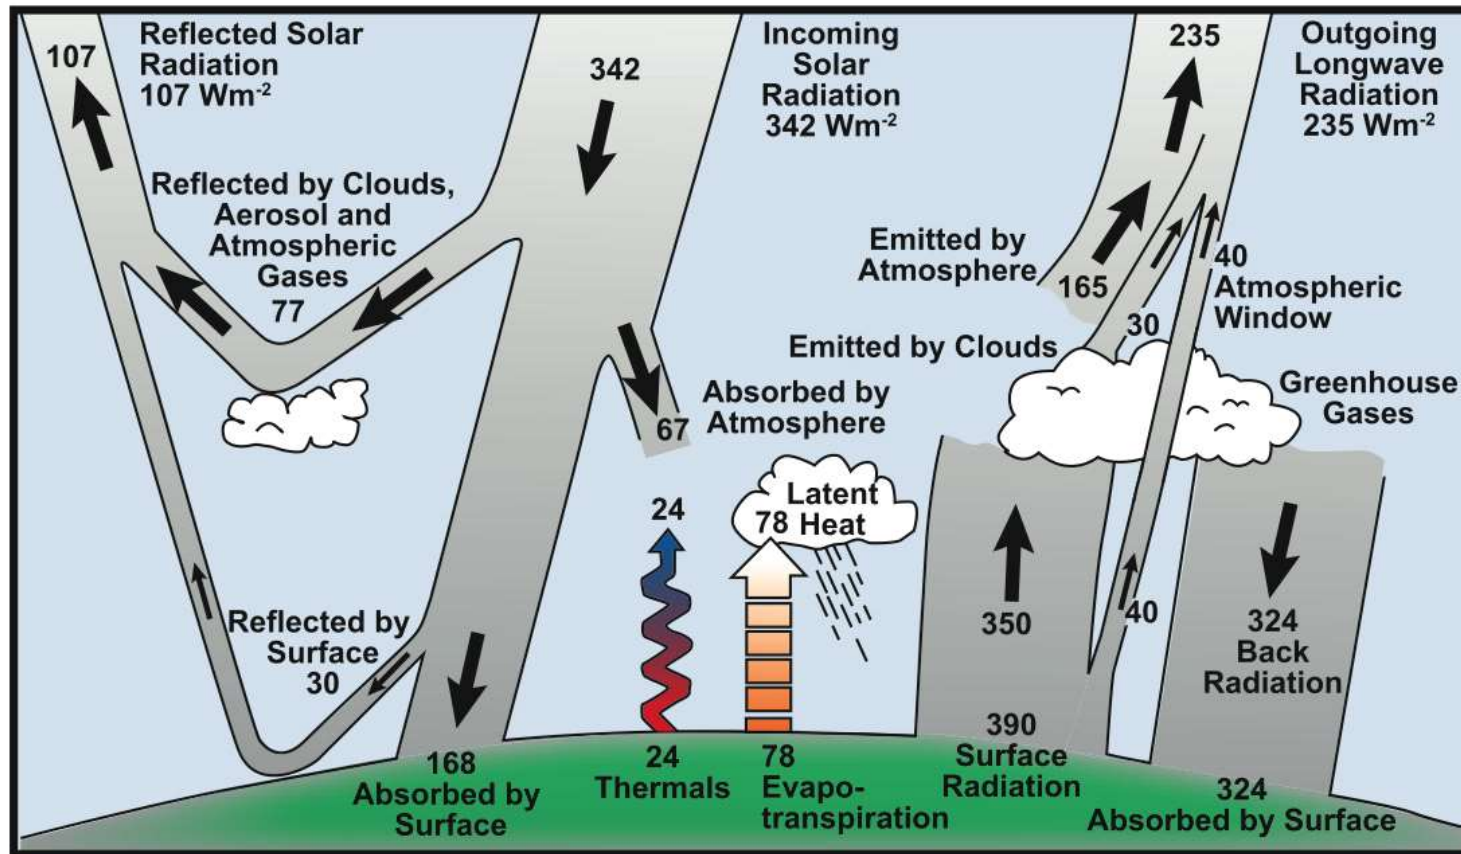 107
Reflected Solar
Radiation
107 Wm-2
342
Incoming
Solar
Radiation
342 Wm-2
235
Outgoing
Longwave
Radiation
235 Wm-2
Reflected by Clouds,
Aerosol and
Atmospheric
Gases
77
Emitted by
Atmosphere
165
40
Atmospheric
Window
30
Emitted by Clouds
Greenhouse
Gases
Absorbed by
Atmosphere
67
24
Latent
78 Heat
350
40
324
Back
Radiation
Reflected by
Surface
30
168
Absorbed by
Surface
24
Thermals
78
Evapo-
transpiration
390
Surface
Radiation
324
Absorbed by Surface